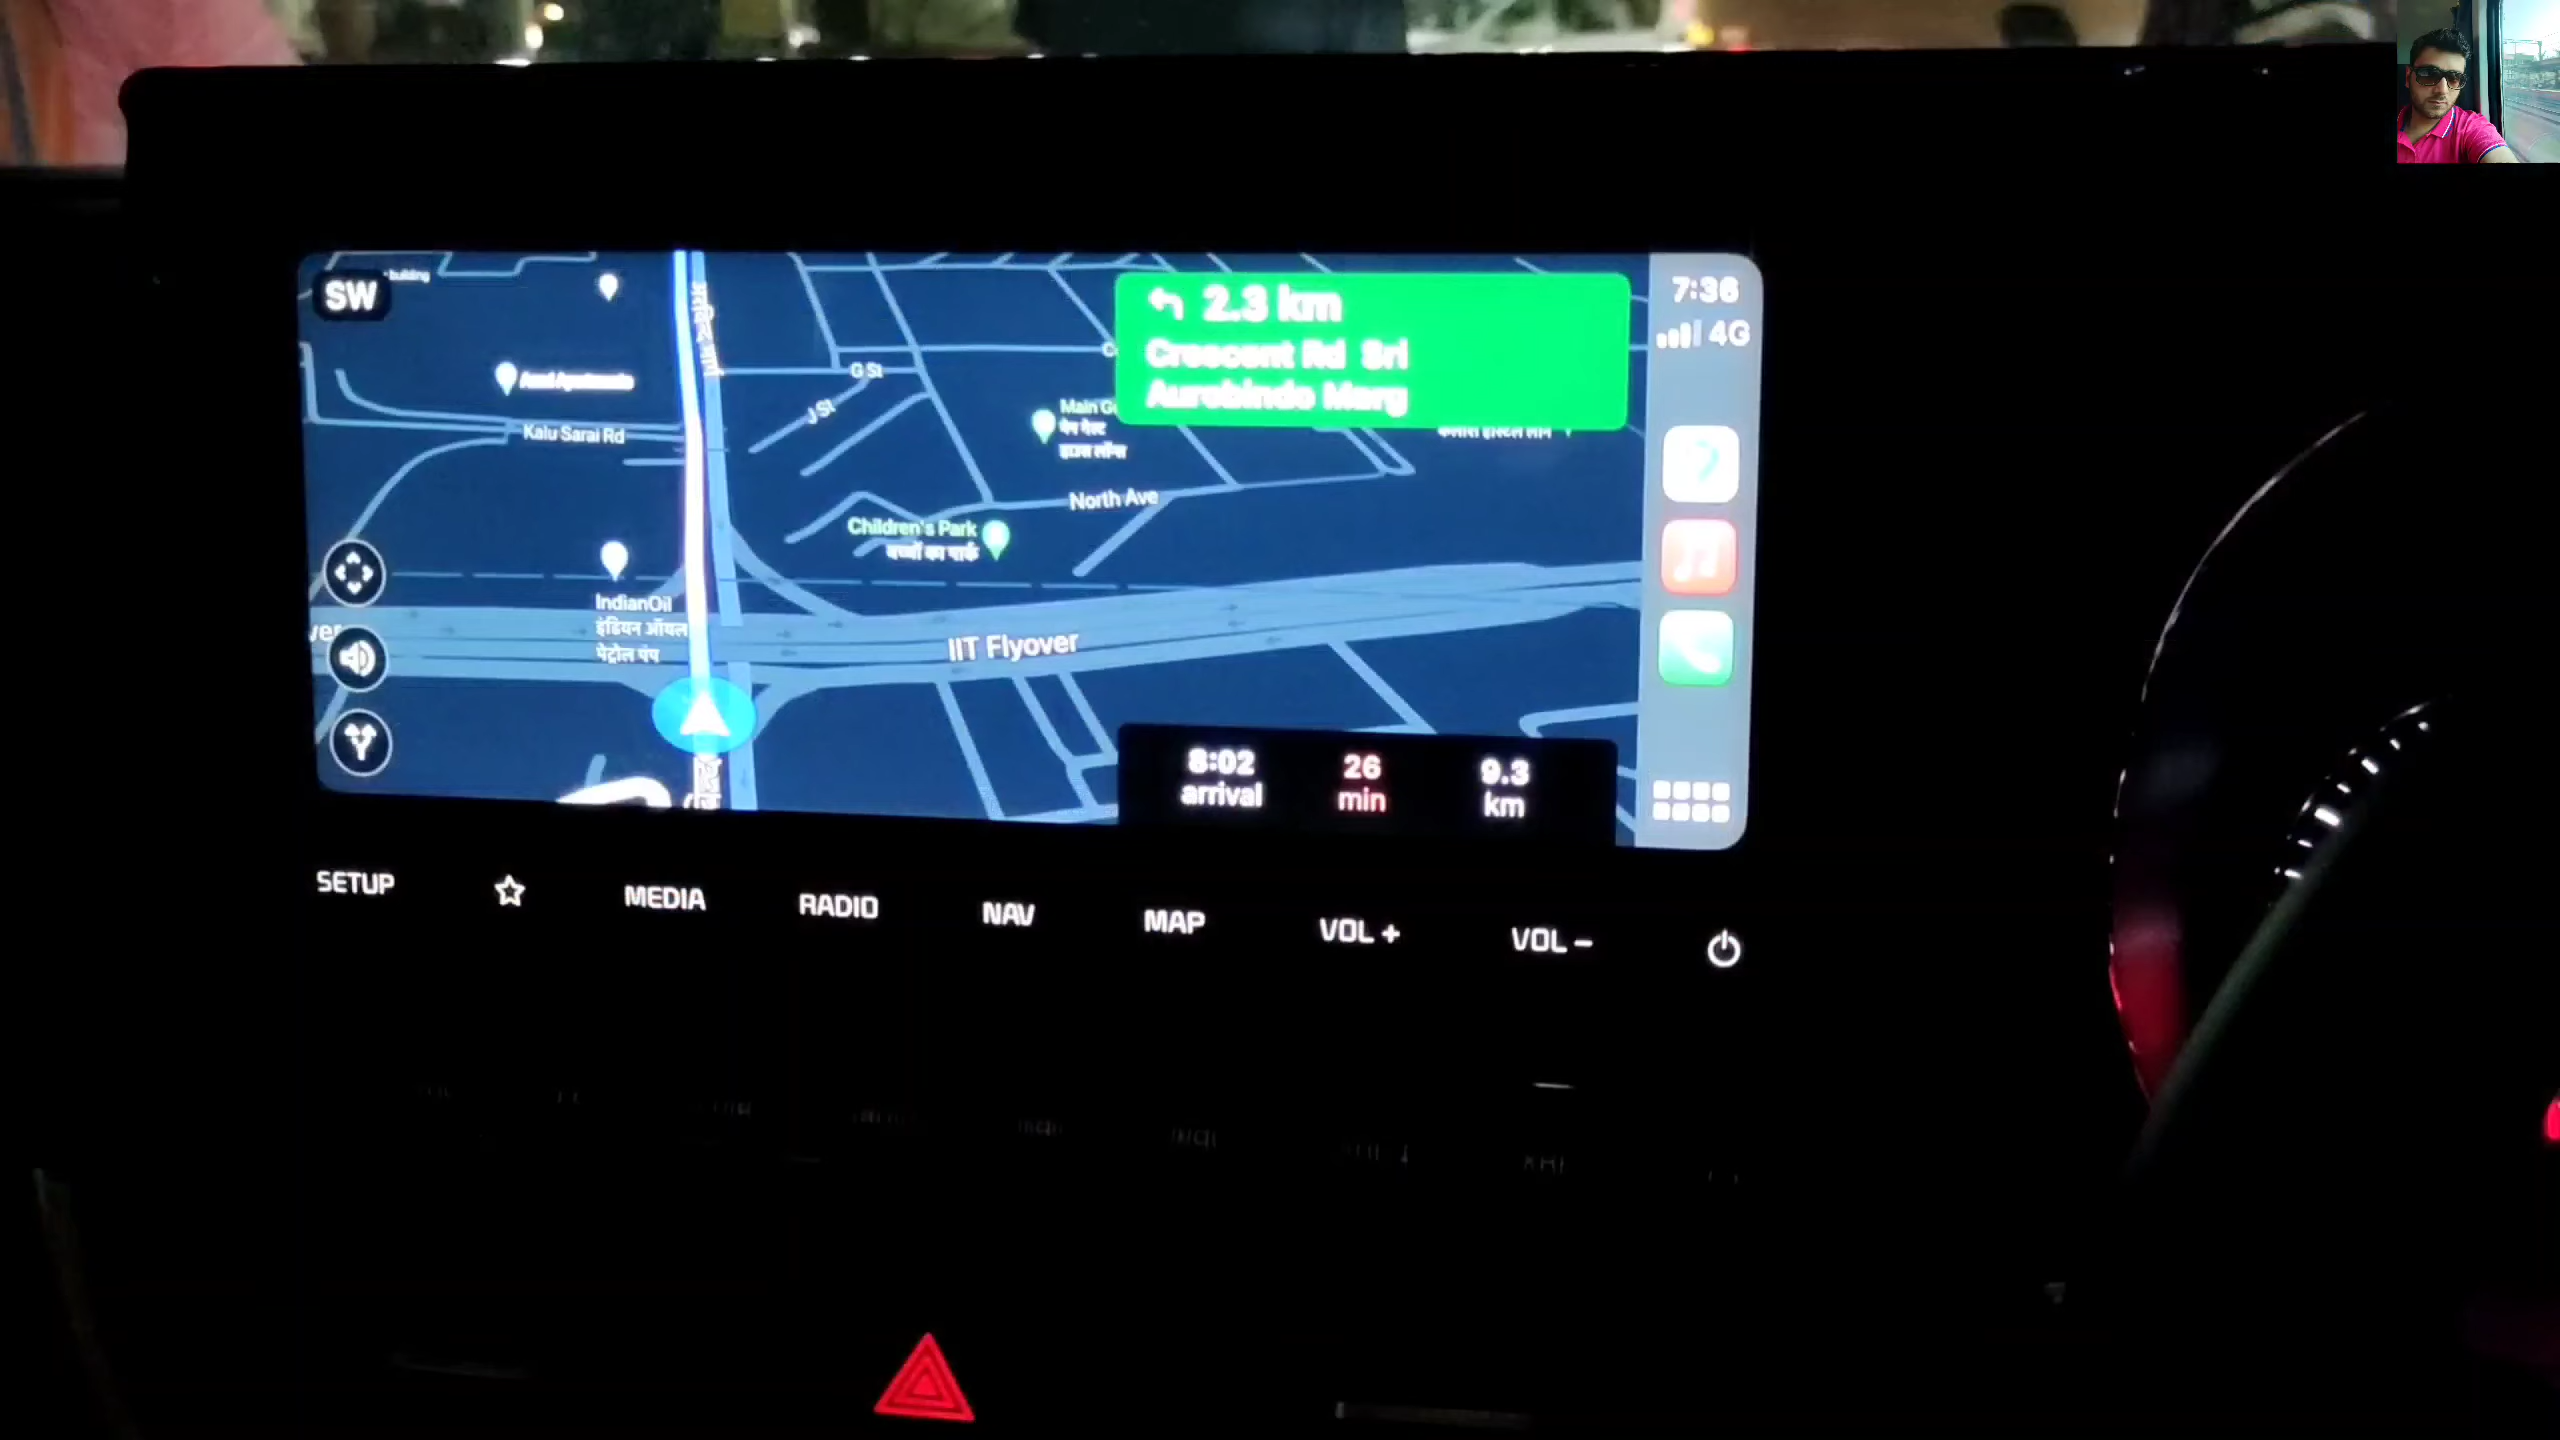 SW
building
2.3 km
Crescent Rd Sri
Aurobindo Marg
7:36
4G
G St
J St
Kalu Sarai Rd
North Ave
Children's Park
बच्चों का पार्क
IndianOil
इंडियन ऑयल
पेट्रोल पंप
IIT Flyover
8:02
arrival
26
min
9.3
km
SETUP
MEDIA
RADIO
NAV
MAP
VOL +
VOL -